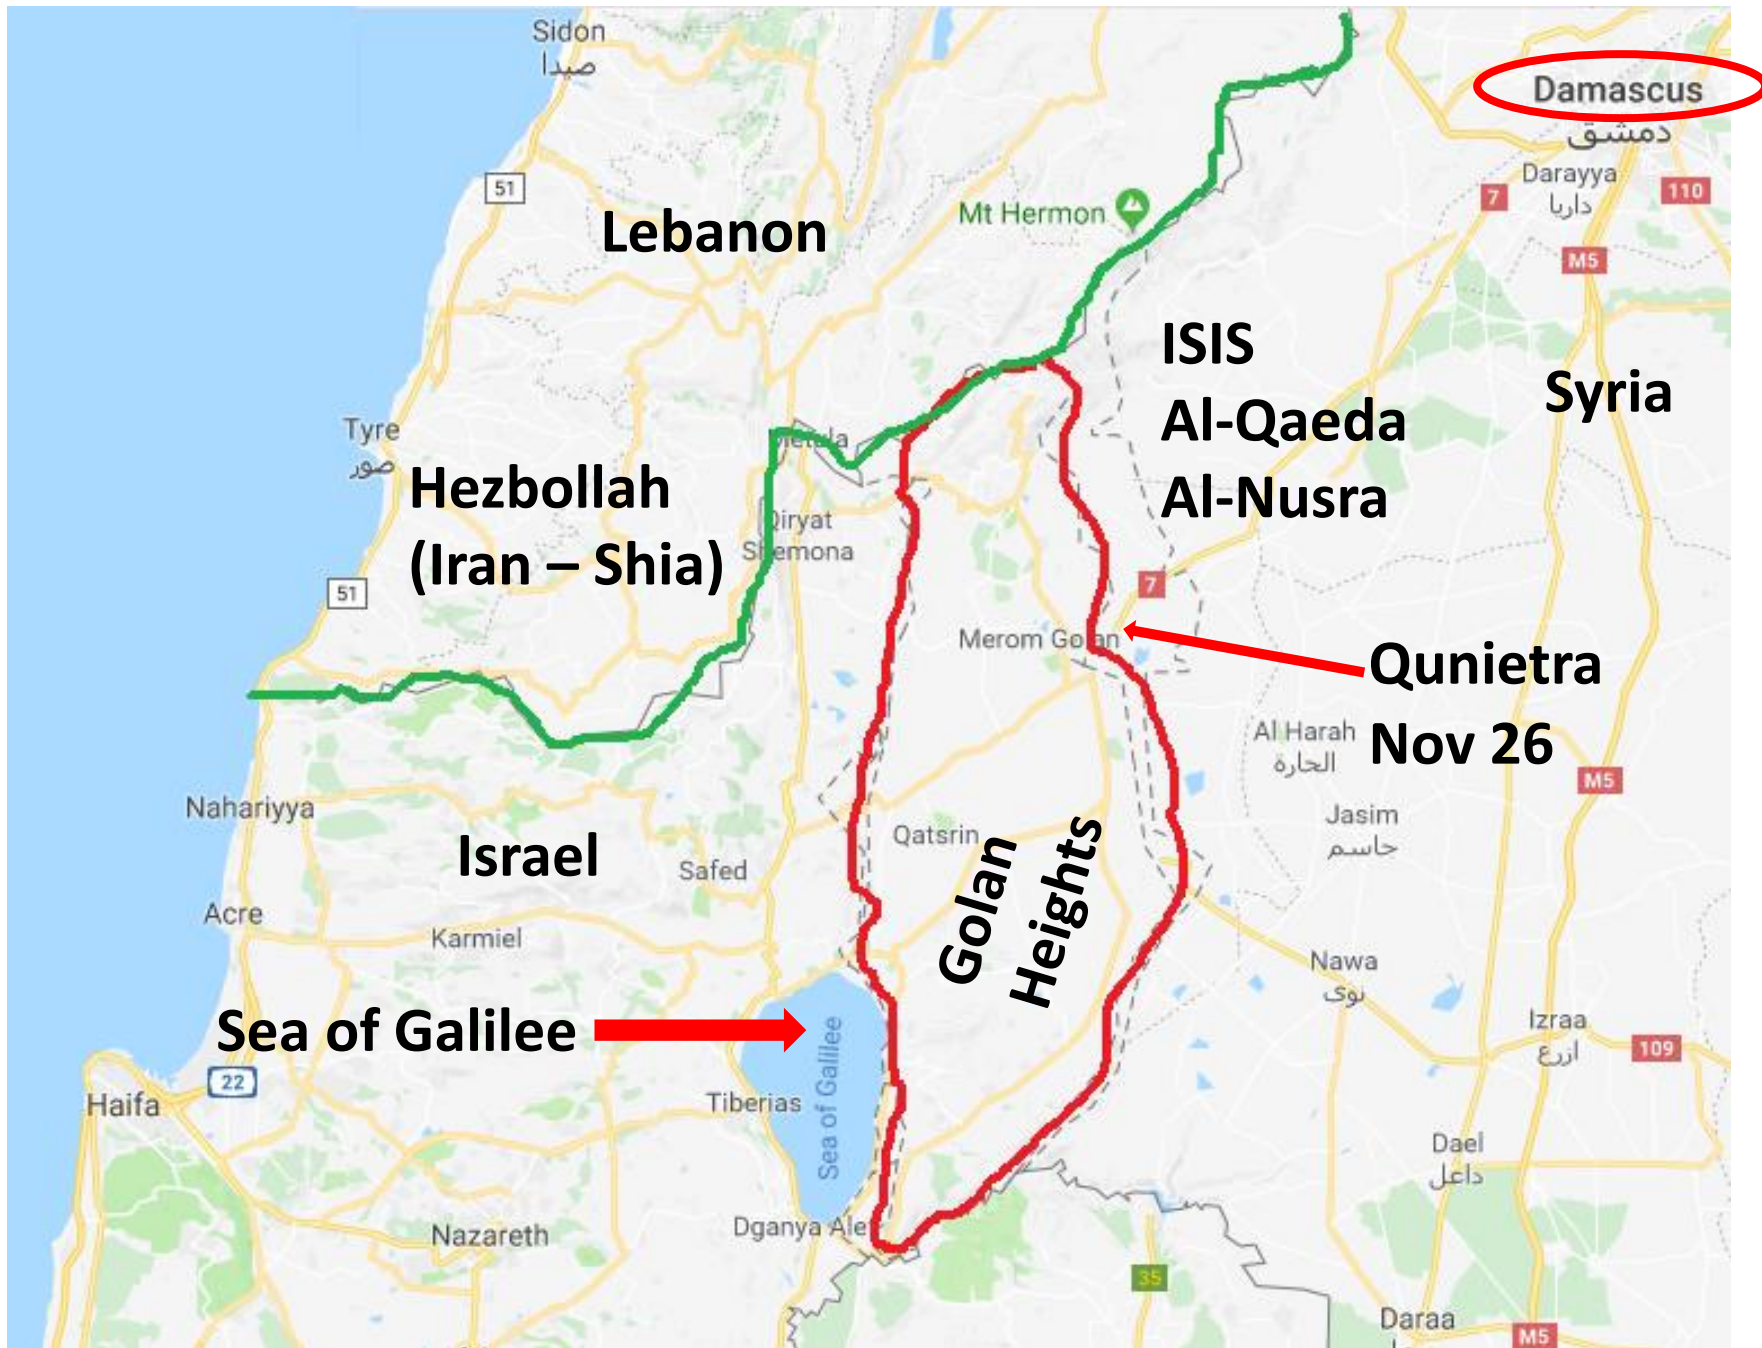 Sidon
صيدا
Damascus
دمشق
Darayya
داريا
51
7
110
Mt Hermon
Lebanon
M5
ISIS
Al-Qaeda
Al-Nusra
Syria
Tyre
صور
Metula
Hezbollah
(Iran – Shia)
Qiryat
Shemona
51
7
Merom Golan
Qunietra
Nov 26
Al Harah
الحارة
M5
Nahariyya
Israel
Safed
Qatsrin
Golan
Heights
Jasim
جاسم
Acre
Karmiel
Nawa
نوى
Sea of Galilee
Sea of Galilee
Izraa
ازرع
109
22
Haifa
Tiberias
Dael
داعل
Nazareth
Dganya Ale
35
Daraa
M5